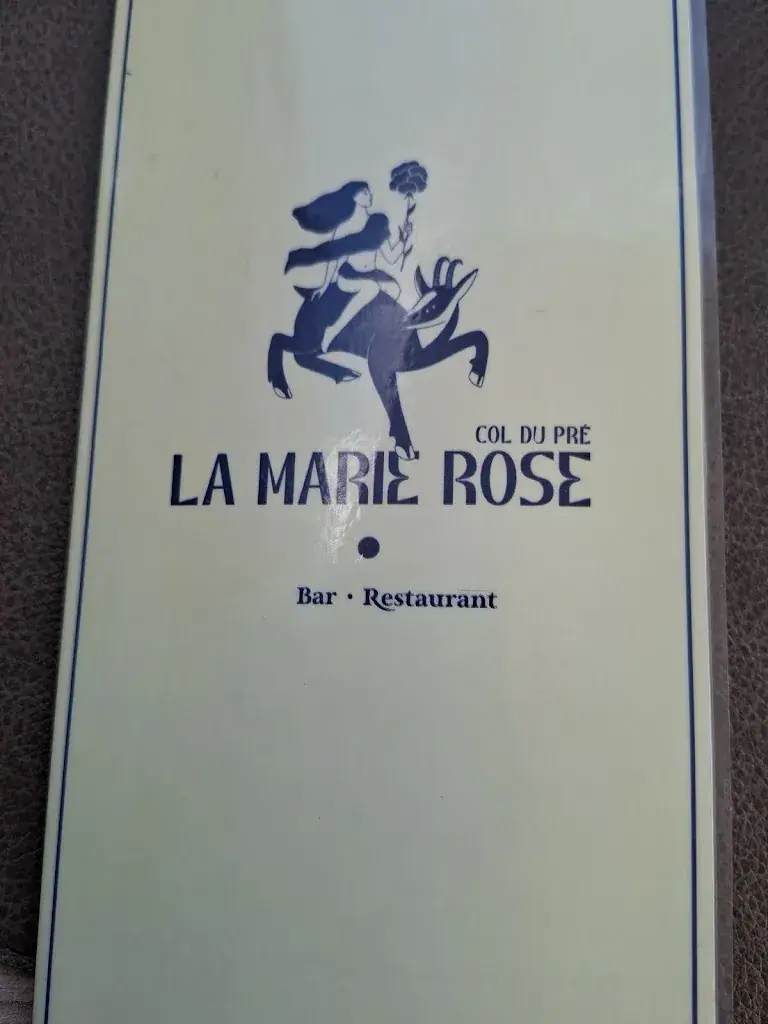 COL DU PRÉ
LA MARIE ROSE
Bar · Restaurant